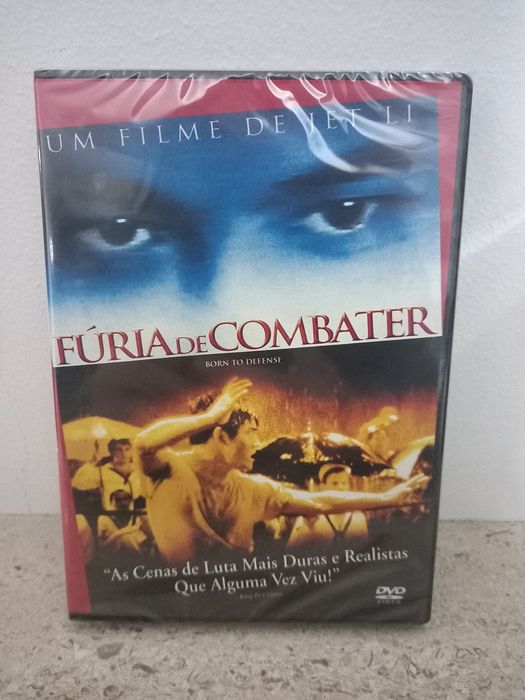 UM FILME DE JET LI
FÚRIA DE COMBATER
BORN TO DEFENSE
“As Cenas de Luta Mais Duras e Realistas
Que Alguma Vez Viu!”
DVD
VIDEO